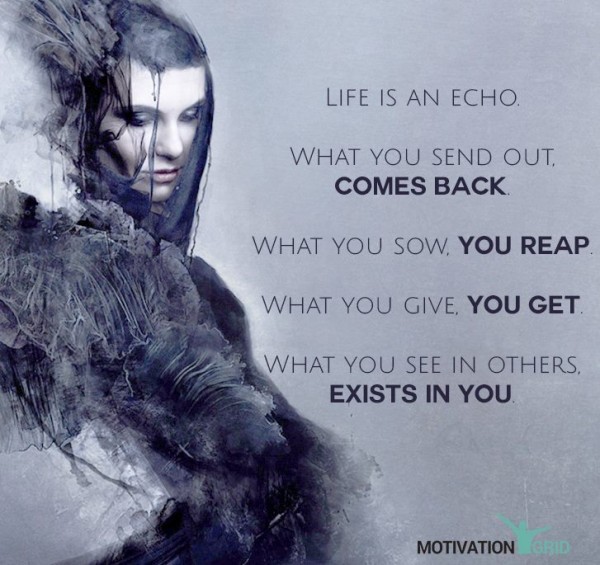 Life is an echo.
What you send out,
COMES BACK.
What you sow, YOU REAP.
What you give, YOU GET.
What you see in others,
EXISTS IN YOU.
MOTIVATION GRID